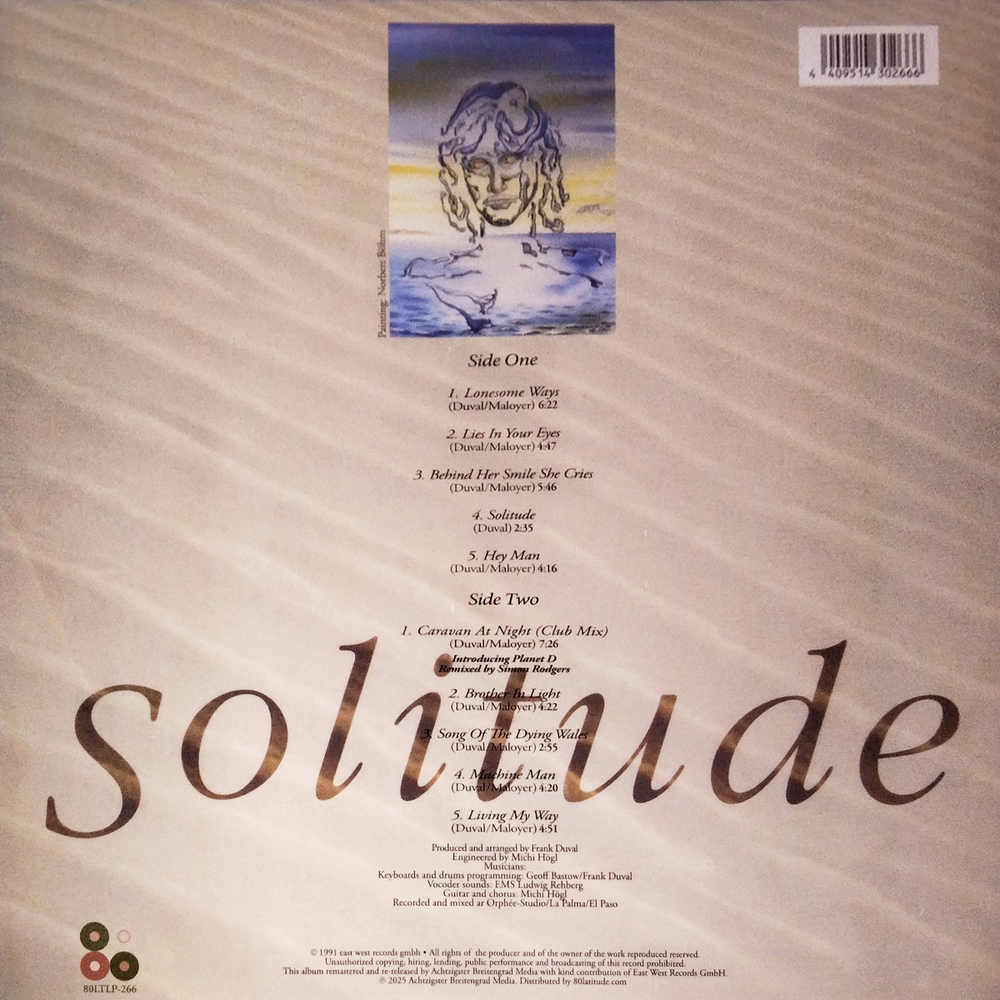 4 409514 302666
Painting: Norbert Böhm
Side One
1. Lonesome Ways
(Duval/Maloyer) 6:22
2. Lies In Your Eyes
(Duval/Maloyer) 4:47
3. Behind Her Smile She Cries
(Duval/Maloyer) 5:46
4. Solitude
(Duval) 2:35
5. Hey Man
(Duval/Maloyer) 4:16
Side Two
1. Caravan At Night (Club Mix)
(Duval/Maloyer) 7:26
Introducing Planet D
Remixed by Simon Rodgers
2. Brother In Light
(Duval/Maloyer) 4:22
3. Song Of The Dying Wales
(Duval/Maloyer) 2:55
4. Machine Man
(Duval/Maloyer) 4:20
5. Living My Way
(Duval/Maloyer) 4:51
solitude
Produced and arranged by Frank Duval
Engineered by Michi Högl
Musicians:
Keyboards and drums programming: Geoff Bastow/Frank Duval
Vocoder sounds: EMS Ludwig Rehberg
Guitar and chorus: Michi Högl
Recorded and mixed ar Orphée-Studio/La Palma/El Paso
© 1991 east west records gmbh • All rights of the producer and of the owner of the work reproduced reserved.
Unauthorized copying, hiring, lending, public performance and broadcasting of this record prohibited.
This album remastered and re-released by Achtzigster Breitengrad Media with kind contribution of East West Records GmbH.
℗ 2025 Achtzigster Breitengrad Media. Distributed by 80latitude.com
80LTLP-266